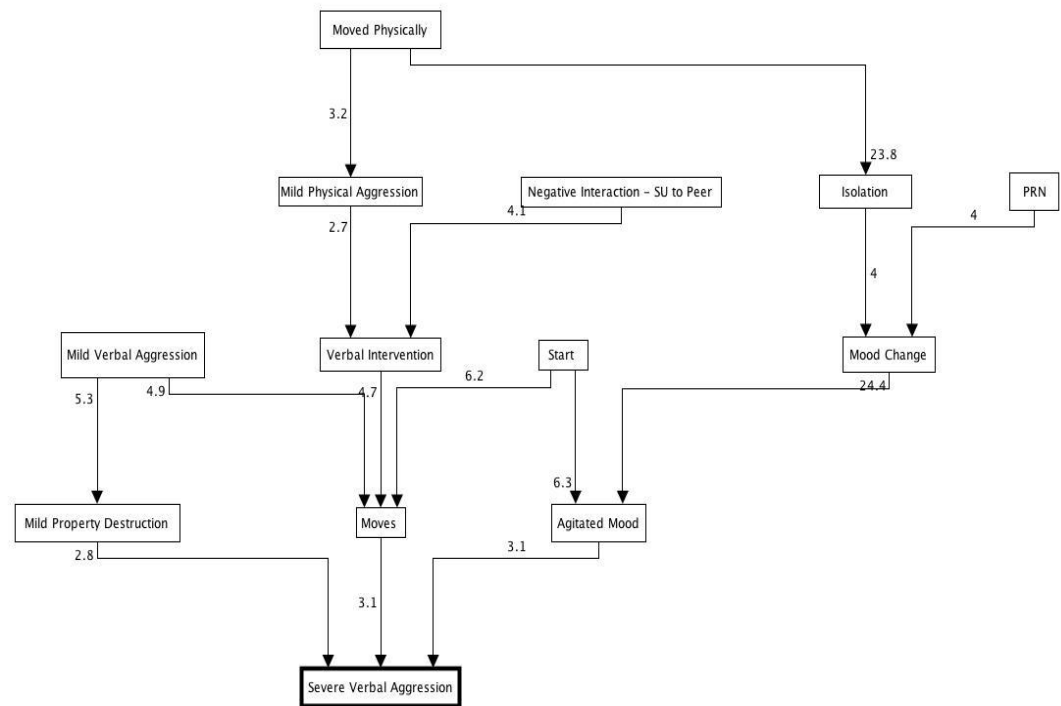 Moved Physically
3.2
23.8
Mild Physical Aggression
Negative Interaction – SU to Peer
Isolation
PRN
2.7
4.1
4
4
Mild Verbal Aggression
Verbal Intervention
Start
Mood Change
5.3
4.9
4.7
6.2
24.4
6.3
Mild Property Destruction
Moves
Agitated Mood
2.8
3.1
3.1
Severe Verbal Aggression